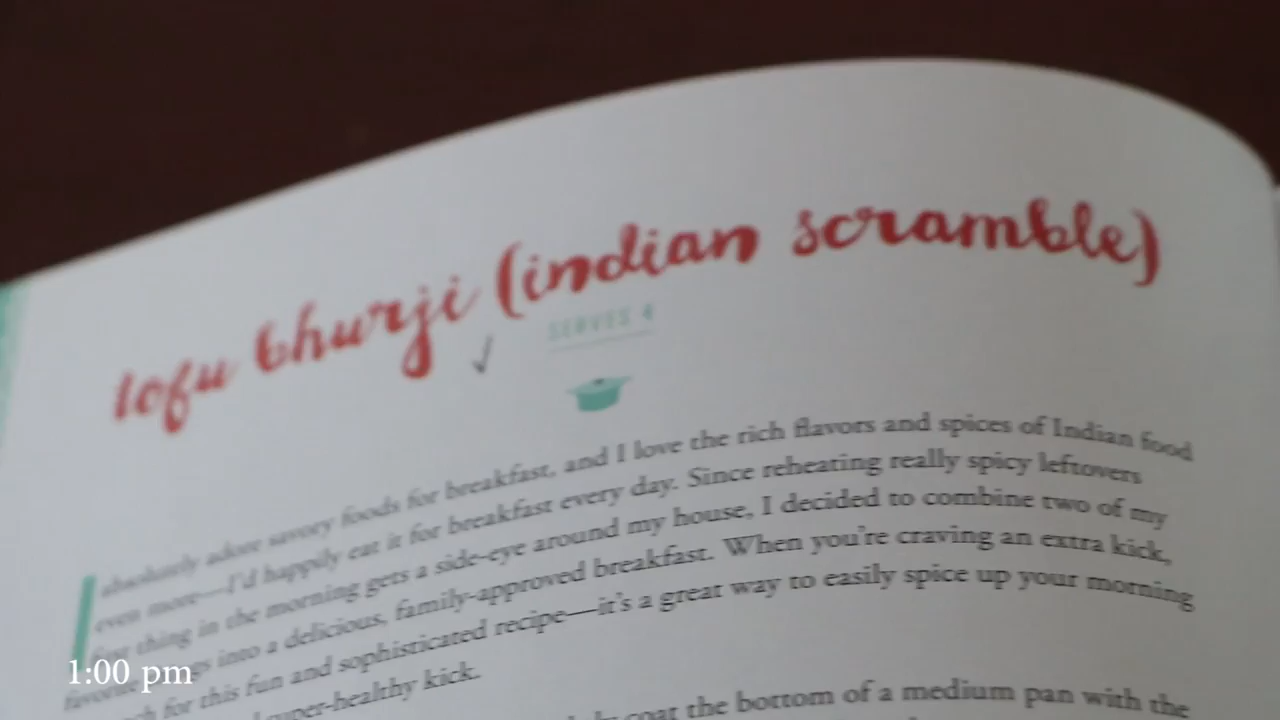 tofu bhurji (indian scramble)
SERVES 4
I absolutely adore savory foods for breakfast, and I love the rich flavors and spices of Indian food
even more—I'd happily eat it for breakfast every day. Since reheating really spicy leftovers
first thing in the morning gets a side-eye around my house, I decided to combine two of my
favorite into a delicious, family-approved breakfast. When you're craving an extra kick,
for this fun and sophisticated recipe—it's a great way to easily spice up your morning
super-healthy kick.
coat the bottom of a medium pan with the
1:00 pm